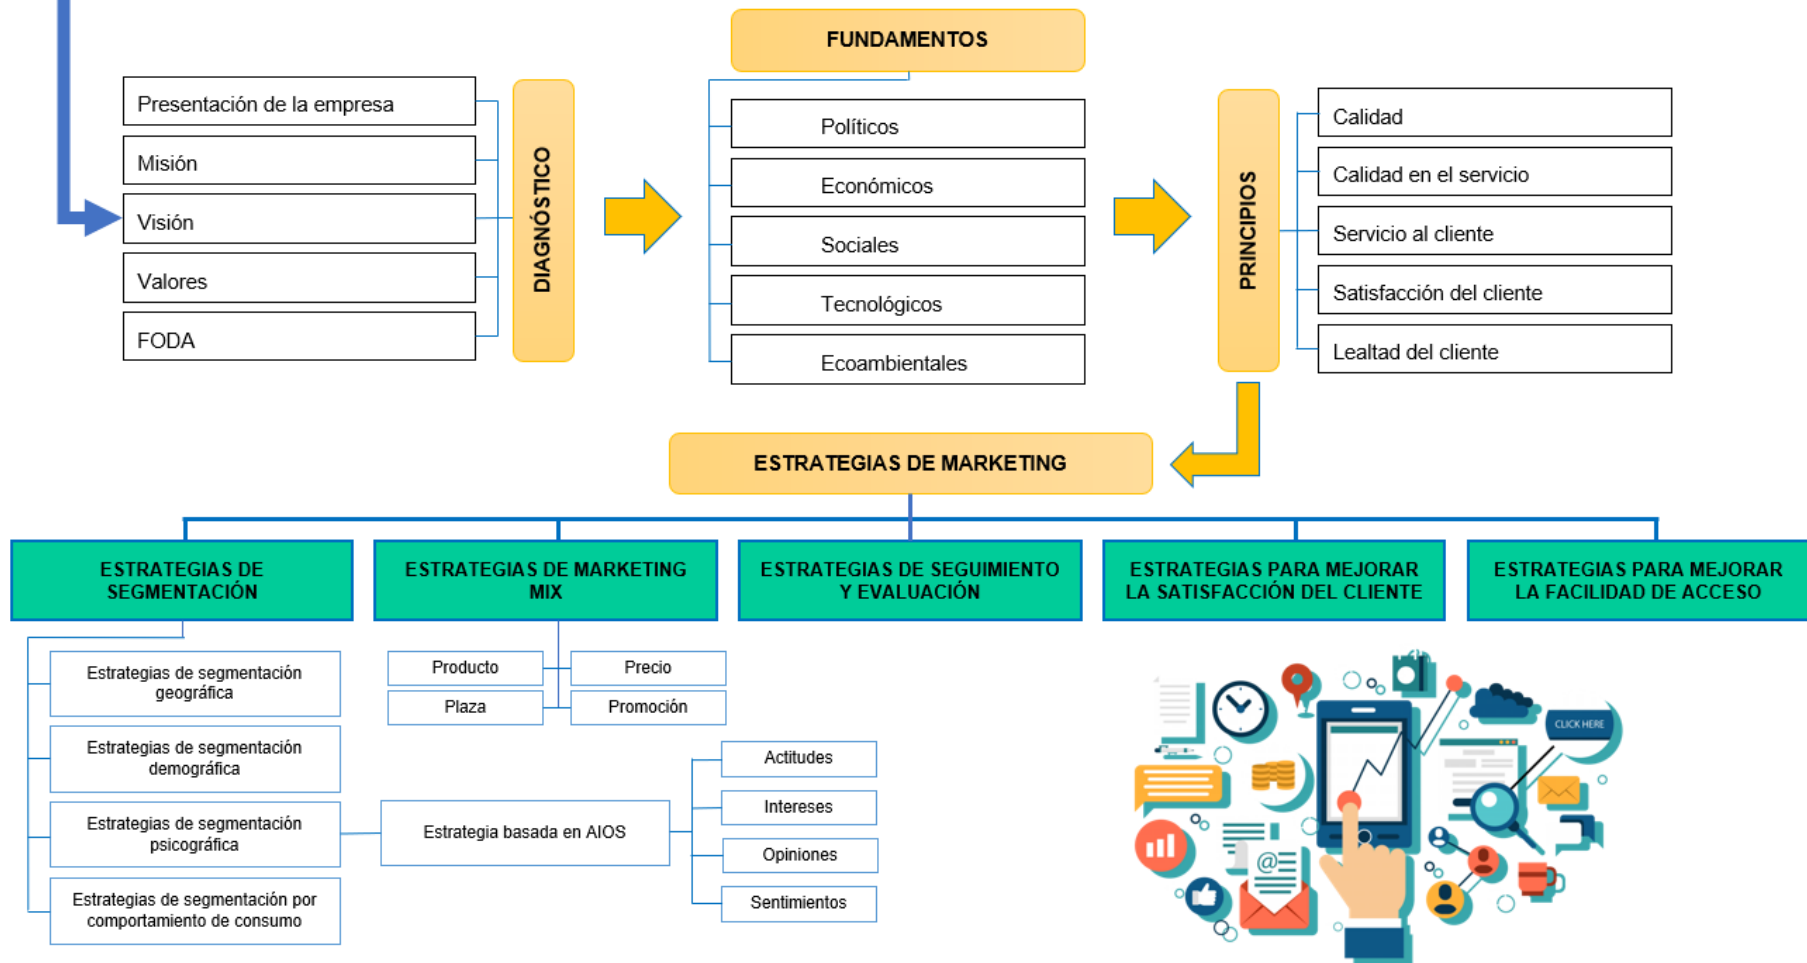 FUNDAMENTOS
Presentación de la empresa
Misión
Visión
Valores
FODA
DIAGNÓSTICO
Políticos
Económicos
Sociales
Tecnológicos
Ecoambientales
PRINCIPIOS
Calidad
Calidad en el servicio
Servicio al cliente
Satisfacción del cliente
Lealtad del cliente
ESTRATEGIAS DE MARKETING
ESTRATEGIAS DE
SEGMENTACIÓN
ESTRATEGIAS DE MARKETING
MIX
ESTRATEGIAS DE SEGUIMIENTO
Y EVALUACIÓN
ESTRATEGIAS PARA MEJORAR
LA SATISFACCIÓN DEL CLIENTE
ESTRATEGIAS PARA MEJORAR
LA FACILIDAD DE ACCESO
Estrategias de segmentación
geográfica
Estrategias de segmentación
demográfica
Estrategias de segmentación
psicográfica
Estrategias de segmentación por
comportamiento de consumo
Producto
Precio
Plaza
Promoción
Estrategia basada en AIOS
Actitudes
Intereses
Opiniones
Sentimientos
CLICK HERE
@